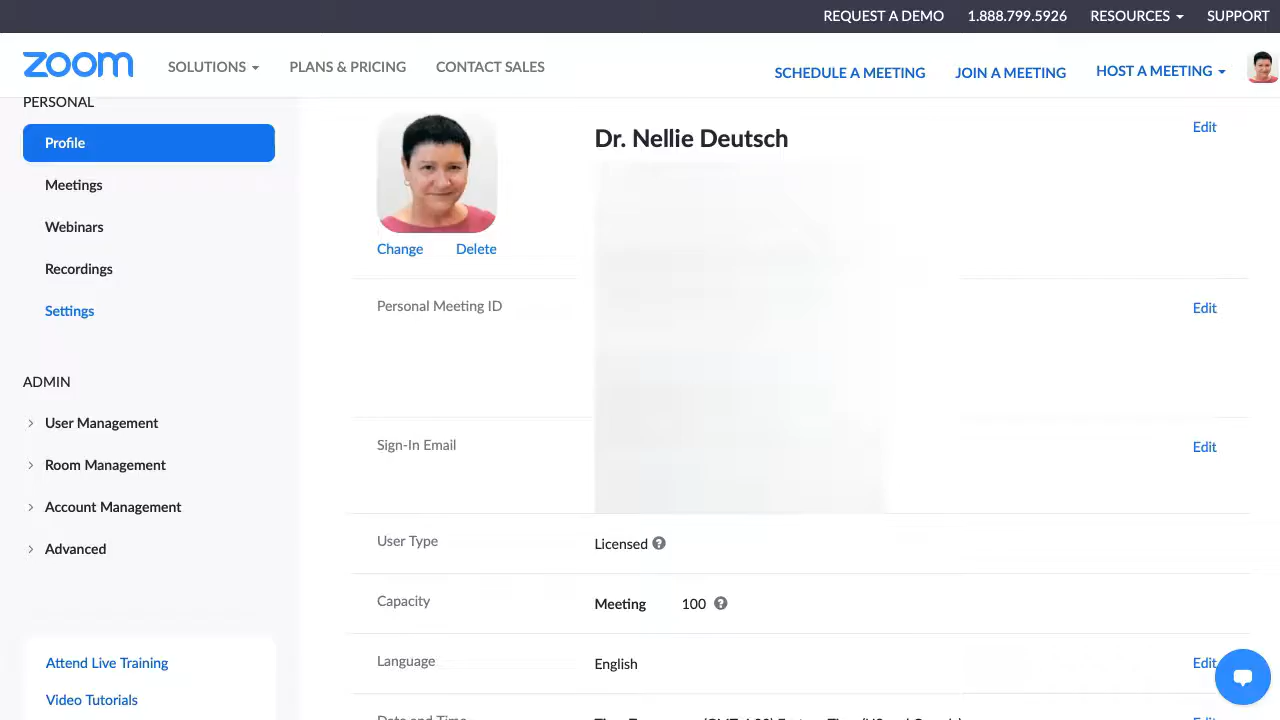 REQUEST A DEMO 1.888.799.5926 RESOURCES SUPPORT
zoom SOLUTIONS PLANS & PRICING CONTACT SALES SCHEDULE A MEETING JOIN A MEETING HOST A MEETING
PERSONAL
Profile
Meetings
Webinars
Recordings
Settings
ADMIN
User Management
Room Management
Account Management
Advanced
Attend Live Training
Video Tutorials
Dr. Nellie Deutsch Edit
Change Delete
Personal Meeting ID Edit
Sign-In Email Edit
User Type Licensed
Capacity Meeting 100
Language English Edit